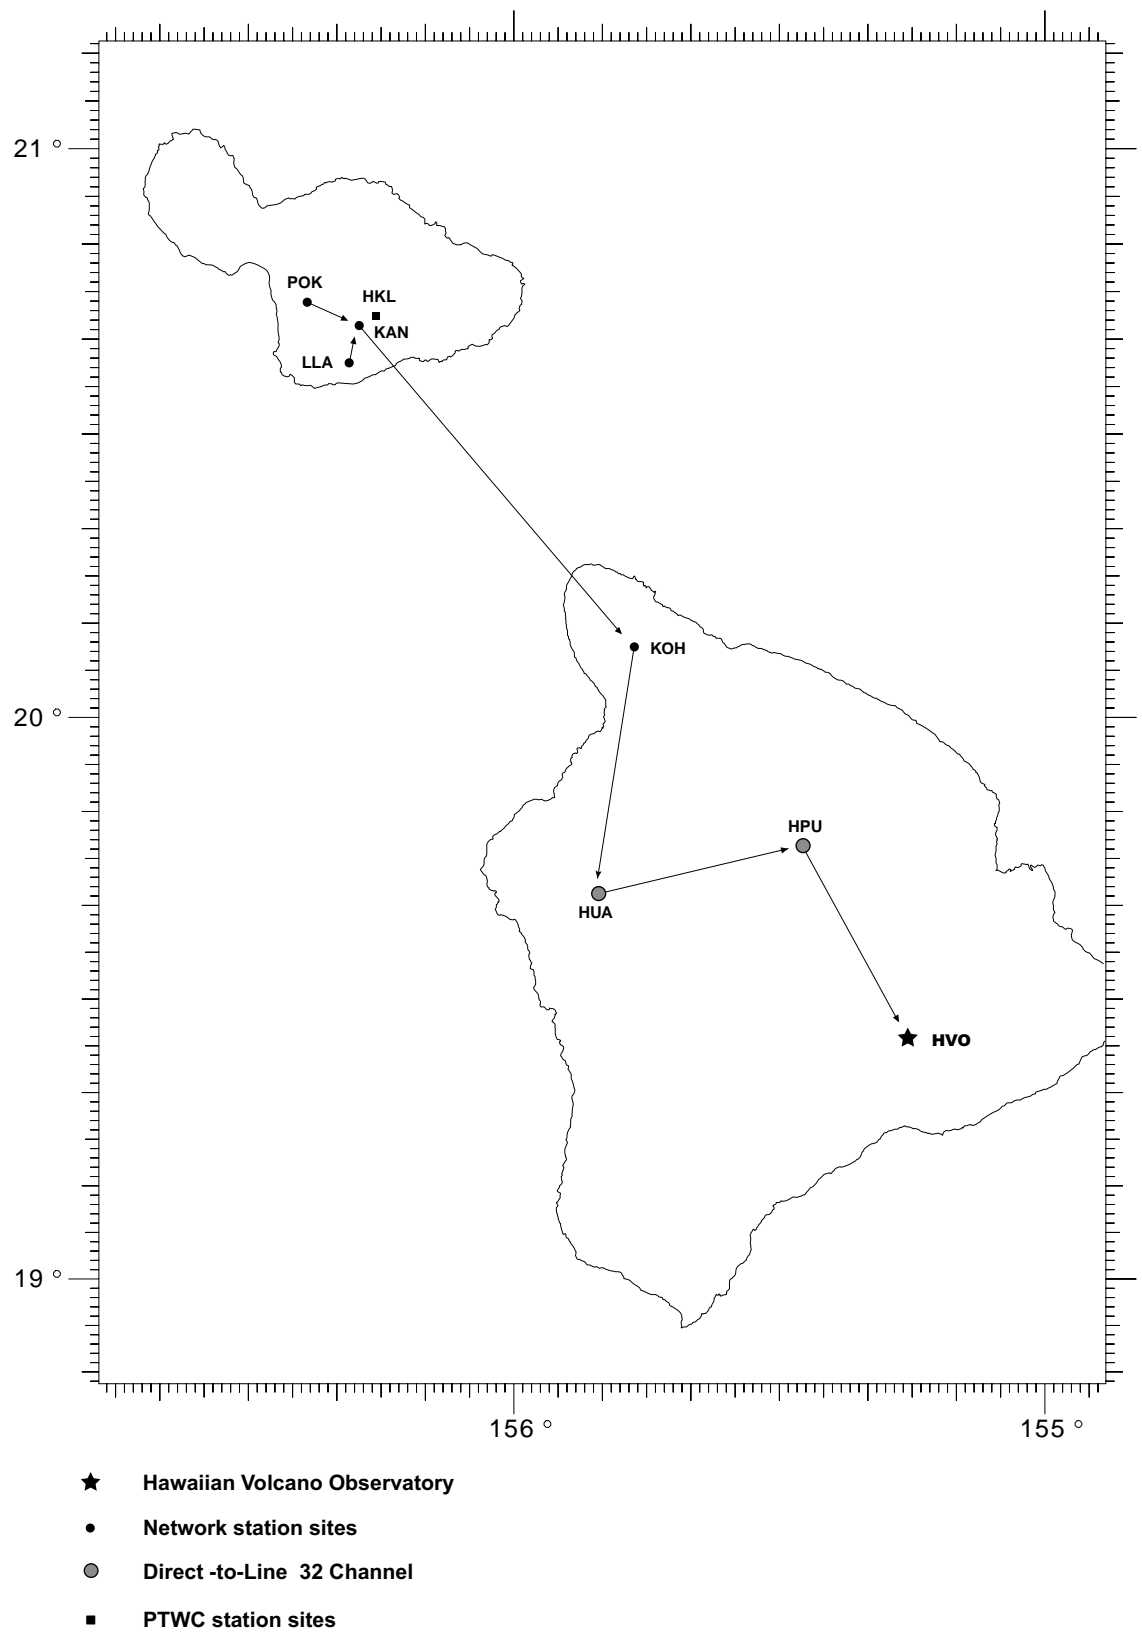 21 °
POK
HKL
KAN
LLA
KOH
20 °
HPU
HUA
HVO
19 °
156 °
155 °
Hawaiian Volcano Observatory
Network station sites
Direct -to-Line 32 Channel
PTWC station sites